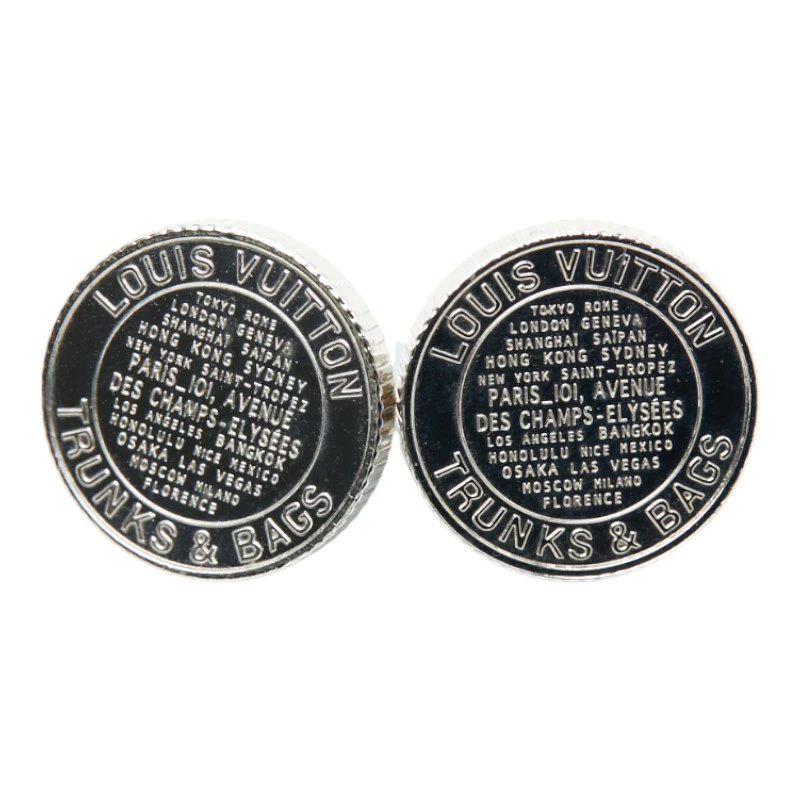 LOUIS VUITTON
TOKYO ROME
LONDON GENEVA
SHANGHAI SAIPAN
HONG KONG SYDNEY
NEW YORK SAINT-TROPEZ
PARIS_101, AVENUE
DES CHAMPS-ELYSÉES
LOS ANGELES BANGKOK
HONOLULU NICE MEXICO
OSAKA LAS VEGAS
MOSCOW MILANO
FLORENCE
TRUNKS & BAGS
LOUIS VUITTON
TOKYO ROME
LONDON GENEVA
SHANGHAI SAIPAN
HONG KONG SYDNEY
NEW YORK SAINT-TROPEZ
PARIS_101, AVENUE
DES CHAMPS-ELYSÉES
LOS ANGELES BANGKOK
HONOLULU NICE MEXICO
OSAKA LAS VEGAS
MOSCOW MILANO
FLORENCE
TRUNKS & BAGS